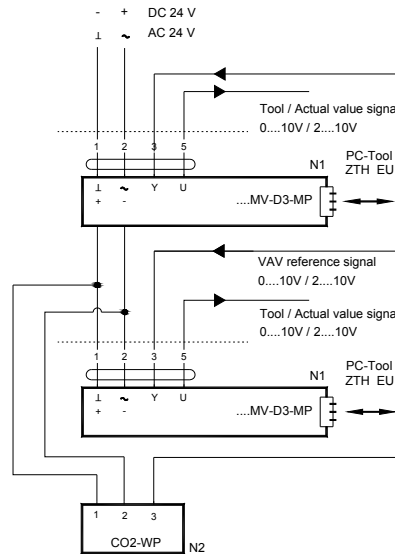 - + DC 24 V
⊥ ~ AC 24 V
Tool / Actual value signal
0....10V / 2....10V
1 2 3 5
N1
PC-Tool
ZTH EU
⊥ ~ Y U
+ - ....MV-D3-MP
VAV reference signal
0....10V / 2....10V
Tool / Actual value signal
0....10V / 2....10V
1 2 3 5
N1
PC-Tool
ZTH EU
⊥ ~ Y U
+ - ....MV-D3-MP
1 2 3
CO2-WP
N2